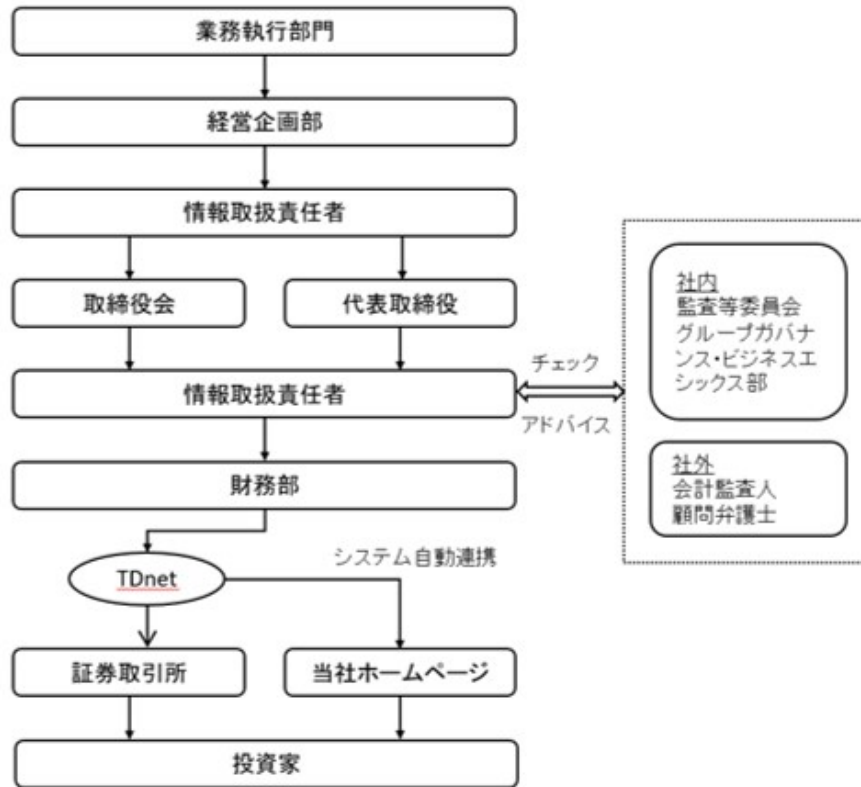 業務執行部門
経営企画部
情報取扱責任者
取締役会
代表取締役
情報取扱責任者
チェック
アドバイス
社内
監査等委員会
グループガバナ
ンス・ビジネスエ
シックス部
社外
会計監査人
顧問弁護士
財務部
システム自動連携
TDnet
証券取引所
当社ホームページ
投資家